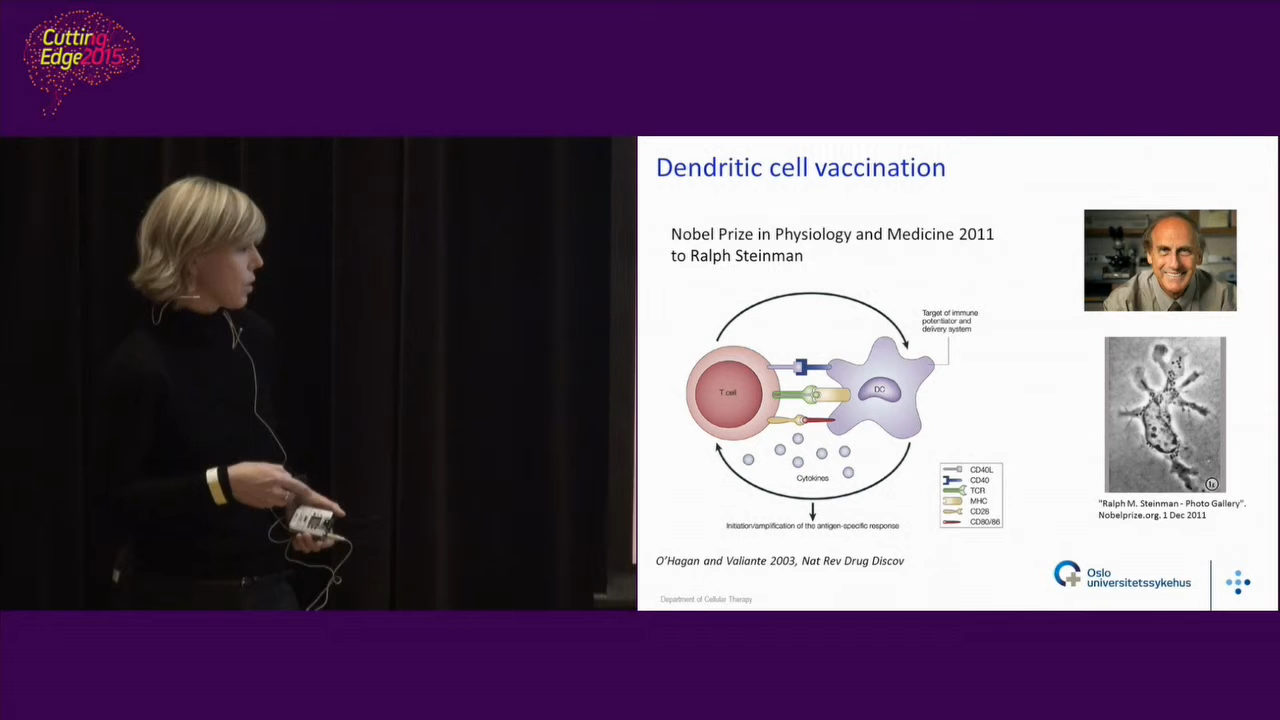 Cutting
Edge2015
Dendritic cell vaccination
Nobel Prize in Physiology and Medicine 2011
to Ralph Steinman
Target of immune
potentiator and
delivery system
T cell
DC
Cytokines
CD40L
CD40
TCR
MHC
CD28
CD80/86
Initiation/amplification of the antigen-specific response
"Ralph M. Steinman - Photo Gallery".
Nobelprize.org. 1 Dec 2011
O'Hagan and Valiante 2003, Nat Rev Drug Discov
Oslo
universitetssykehus
Department of Cellular Therapy